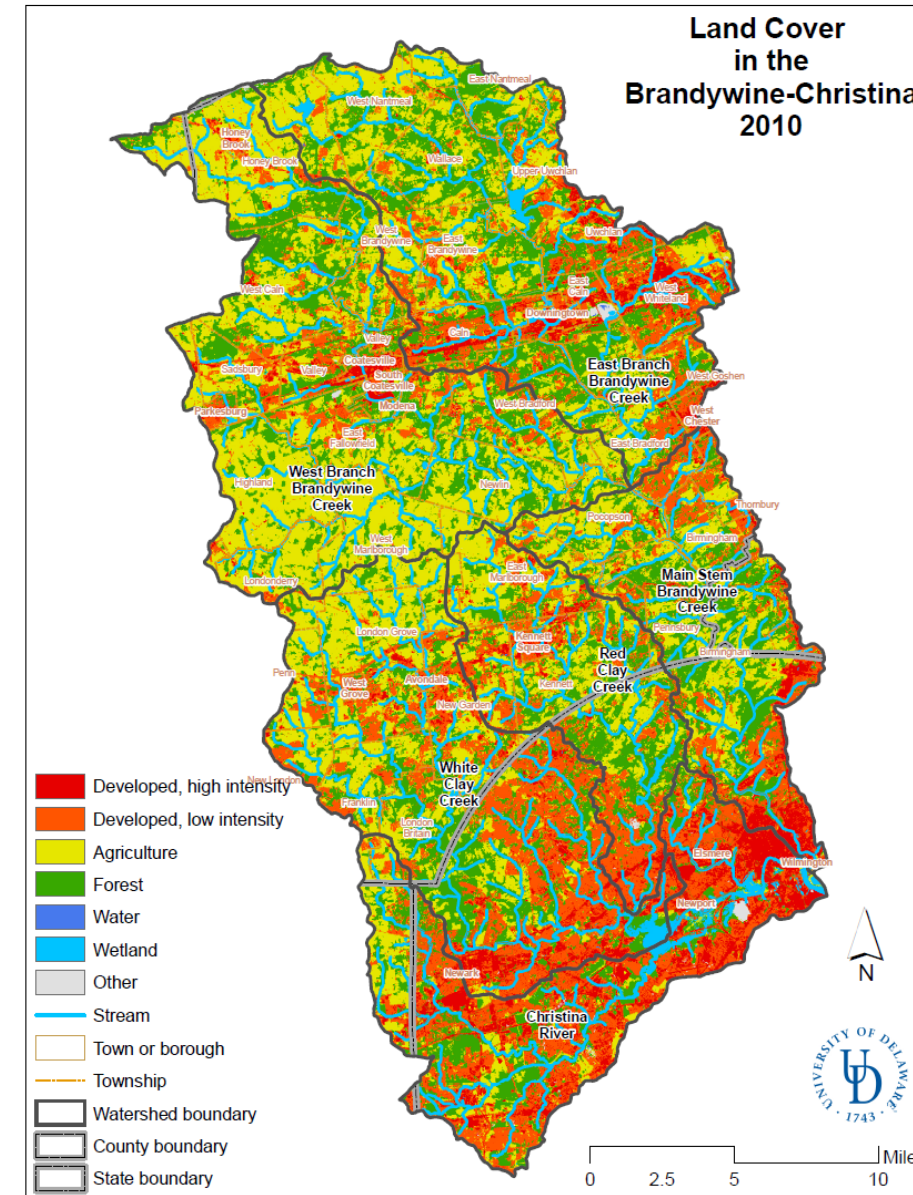 Land Cover
in the
Brandywine-Christina
2010
East Nantmeal
West Nantmeal
Honey
Brook
Honey Brook
Wallace
Upper Uwchlan
West
Brandywine
East
Brandywine
Uwchlan
West Caln
East
Caln
West
Whiteland
Downingtown
Caln
Valley
Coatesville
Sadsbury
Valley
South
Coatesville
East Branch
Brandywine
Creek
West Goshen
Modena
West Bradford
Parkesburg
West
Chester
East
Fallowfield
East Bradford
West Branch
Brandywine
Creek
Highland
Newlin
Thornbury
Pocopson
Birmingham
West
Marlborough
East
Marlborough
Londonderry
Main Stem
Brandywine
Creek
London Grove
Kennett
Square
Pennsbury
Birmingham
Red
Clay
Creek
Penn
West
Grove
Avondale
Kennett
New Garden
White
Clay
Creek
New London
Franklin
London
Britain
Elsmere
Wilmington
Newport
Newark
Christina
River
Developed, high intensity
Developed, low intensity
Agriculture
Forest
Water
Wetland
Other
Stream
Town or borough
Township
Watershed boundary
County boundary
State boundary
N
UNIVERSITY OF DELAWARE
UD
· 1743 ·
Mile
0 2.5 5 10